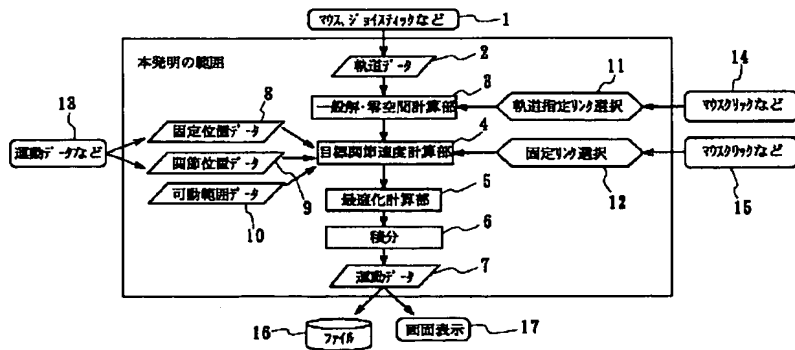 マウス、ジョイスティックなど
1
本発明の範囲
軌道データ
2
一般解・零空間計算部
3
軌道指定リンク選択
11
マウスクリックなど
14
13
運動データなど
固定位置データ
8
目標関節速度計算部
4
固定リンク選択
12
マウスクリックなど
15
関節位置データ
9
可動範囲データ
10
最適化計算部
5
積分
6
運動データ
7
16
ファイル
画面表示
17